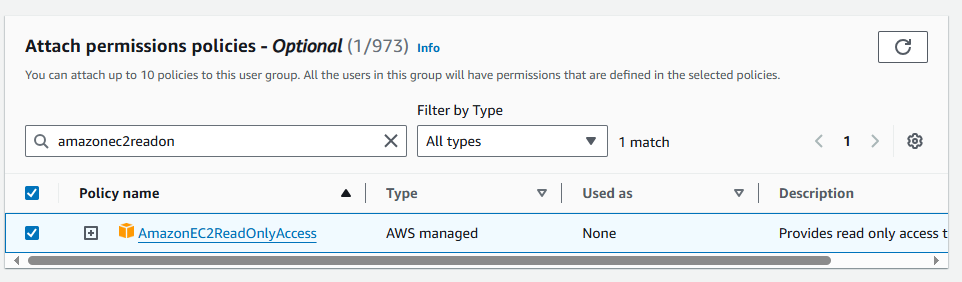 Attach permissions policies - Optional (1/973) Info
You can attach up to 10 policies to this user group. All the users in this group will have permissions that are defined in the selected policies.
Filter by Type
amazonec2readon All types 1 match 1
Policy name Type Used as Description
AmazonEC2ReadOnlyAccess AWS managed None Provides read only access t